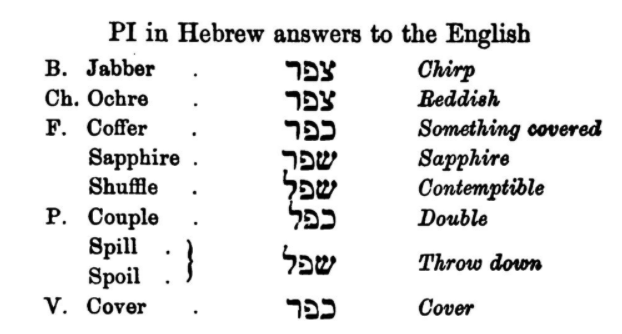 PI in Hebrew answers to the English
B. Jabber . צפר Chirp
Ch. Ochre . צפר Reddish
F. Coffer . כפר Something covered
Sapphire . שפר Sapphire
Shuffle . שפל Contemptible
P. Couple . כפל Double
Spill . } שפל Throw down
Spoil . }
V. Cover . כפר Cover